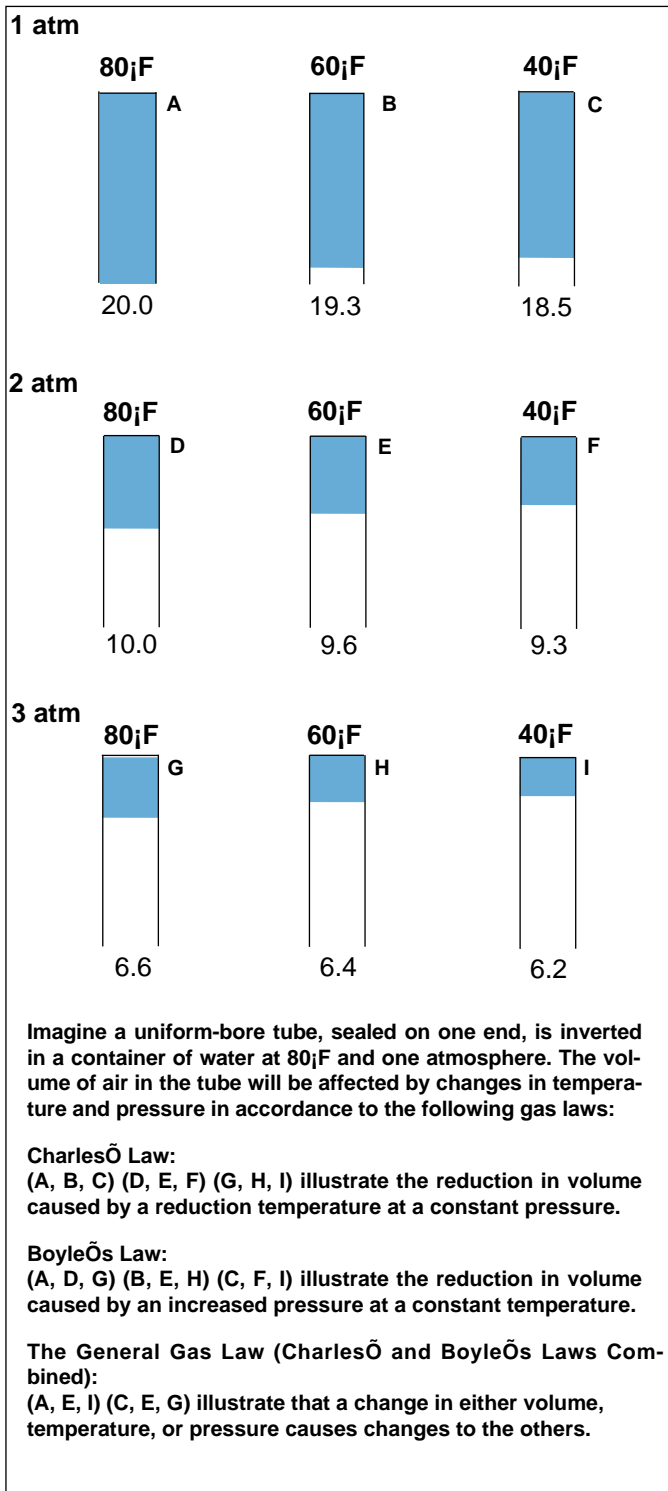 1 atm
80¡F 60¡F 40¡F
A B C
20.0 19.3 18.5
2 atm
80¡F 60¡F 40¡F
D E F
10.0 9.6 9.3
3 atm
80¡F 60¡F 40¡F
G H I
6.6 6.4 6.2
Imagine a uniform-bore tube, sealed on one end, is inverted
in a container of water at 80¡F and one atmosphere. The vol-
ume of air in the tube will be affected by changes in tempera-
ture and pressure in accordance to the following gas laws:
CharlesÕ Law:
(A, B, C) (D, E, F) (G, H, I) illustrate the reduction in volume
caused by a reduction temperature at a constant pressure.
BoyleÕs Law:
(A, D, G) (B, E, H) (C, F, I) illustrate the reduction in volume
caused by an increased pressure at a constant temperature.
The General Gas Law (CharlesÕ and BoyleÕs Laws Com-
bined):
(A, E, I) (C, E, G) illustrate that a change in either volume,
temperature, or pressure causes changes to the others.